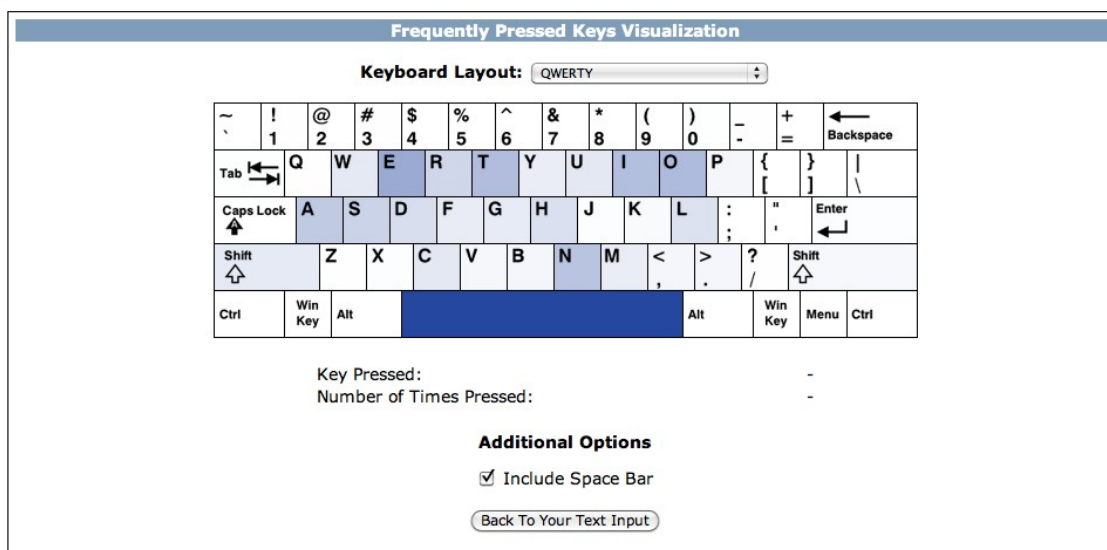 Frequently Pressed Keys Visualization
Keyboard Layout: QWERTY
~ ! @ # $ % ^ & * ( ) _ +
` 1 2 3 4 5 6 7 8 9 0 - = Backspace
Tab Q W E R T Y U I O P { } |
[ ] \
Caps Lock A S D F G H J K L : " Enter
; '
Shift Z X C V B N M < > ? Shift
, . /
Ctrl Win Key Alt Alt Win Key Menu Ctrl
Key Pressed: -
Number of Times Pressed: -
Additional Options
Include Space Bar
Back To Your Text Input